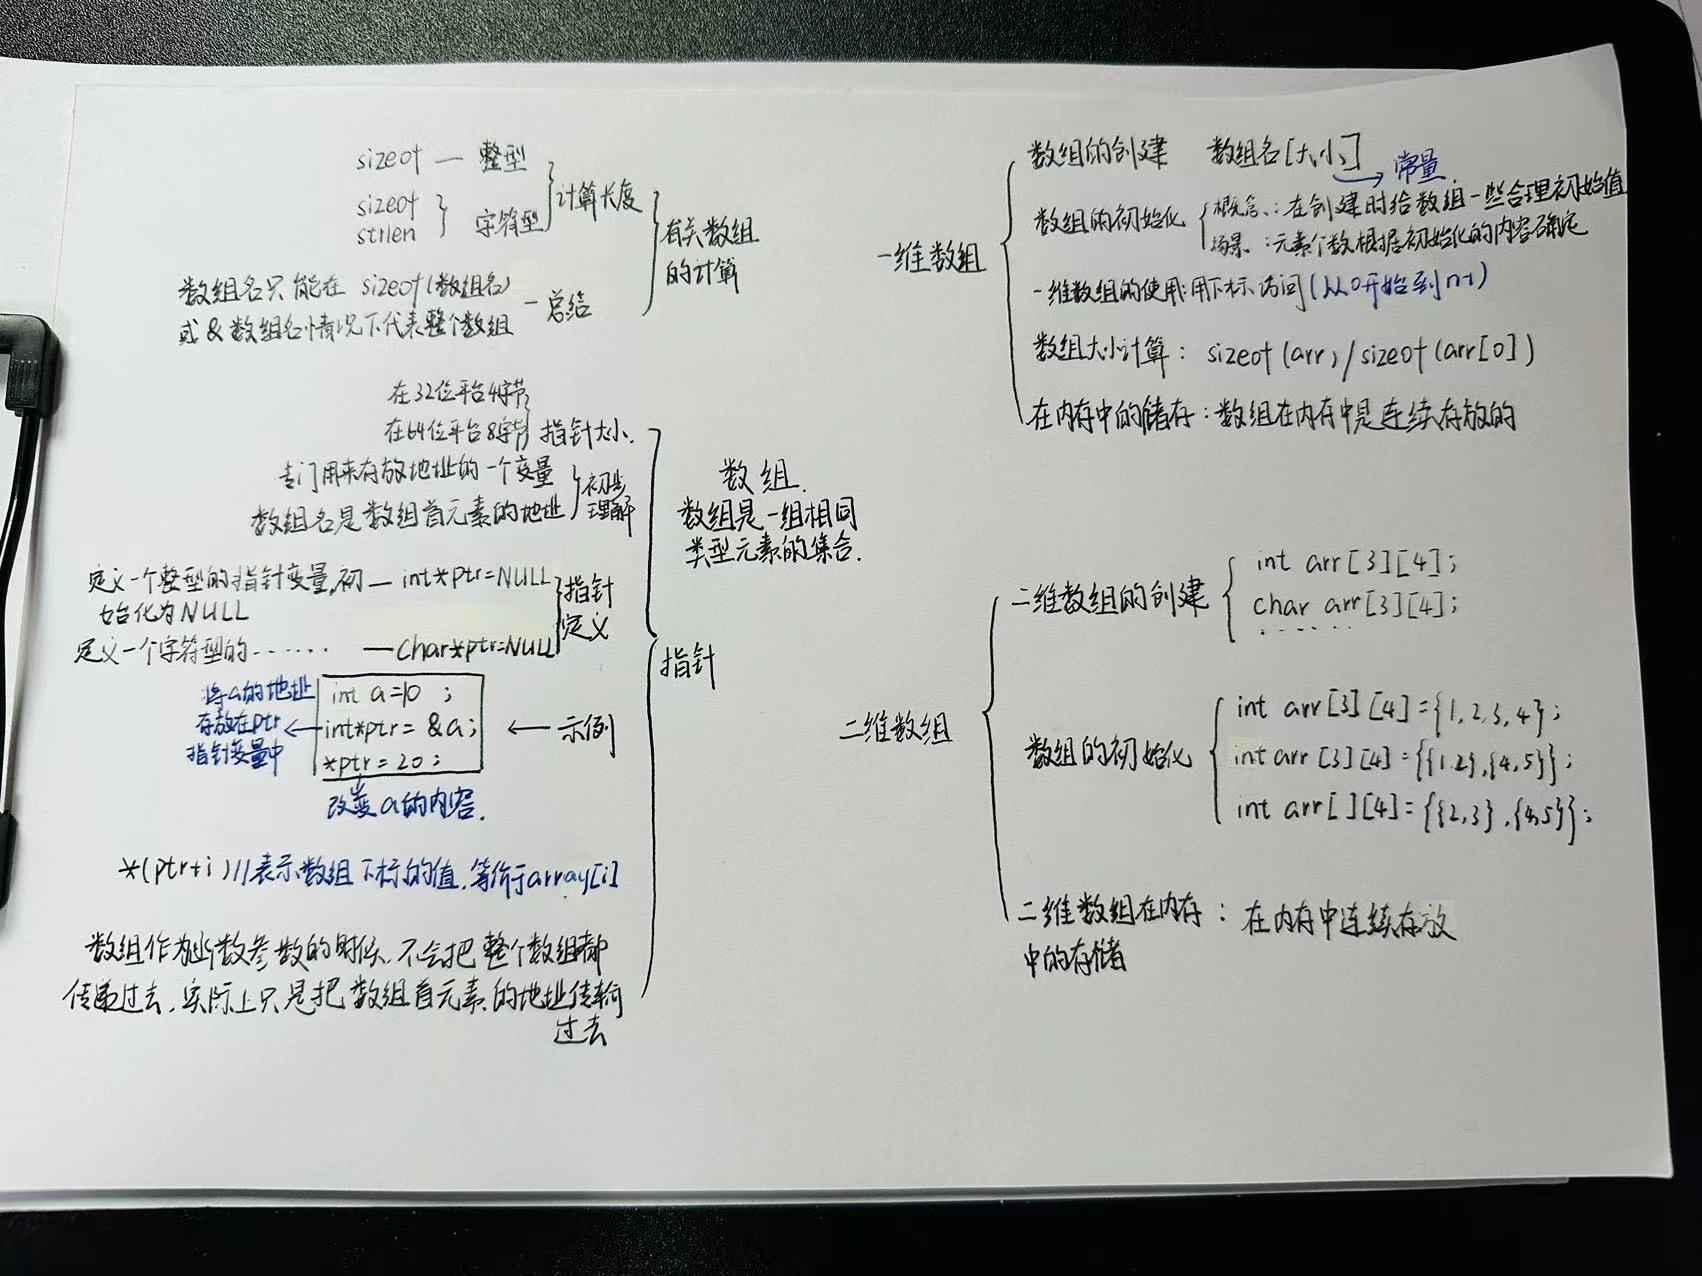 sizeof — 整型
sizeof
strlen
字符型
计算长度
有关数组
的计算
数组名只能在 sizeof(数组名)
或&数组名情况下代表整个数组
—总结
在32位平台4字节
在64位平台8字节
指针大小.
专门用来存放地址的一个变量
数组名是数组首元素的地址
初步
理解
定义一个整型的指针变量,初 — int*ptr=NULL
始化为NULL
定义一个字符型的······ — Char*ptr=NULL
指针
定义
将a的地址
存放在ptr
指针变量中
int a=10 ;
int*ptr= &a;
*ptr=20;
← 示例
改变a的内容.
*(ptr+i)//表示数组下标的值,等价于array[i]
数组作为函数参数的时候,不会把整个数组都
传递过去,实际上只是把数组首元素的地址传输
过去
指针
数组.
数组是一组相同
类型元素的集合.
一维数组
数组的创建 数组名[大小]
→常量
数组的初始化
概念:在创建时给数组一些合理初始值
场景:元素个数根据初始化的内容确定
一维数组的使用:用下标访问(从0开始到n-1)
数组大小计算: sizeof(arr)/sizeof(arr[0])
在内存中的储存:数组在内存中是连续存放的
二维数组
二维数组的创建
int arr[3][4];
char arr[3][4];
······
数组的初始化
int arr[3][4]={1,2,3,4};
int arr[3][4]={{1.2},{4,5}};
int arr[][4]={{2,3},{4,5}};
二维数组在内存:在内存中连续存放
中的存储